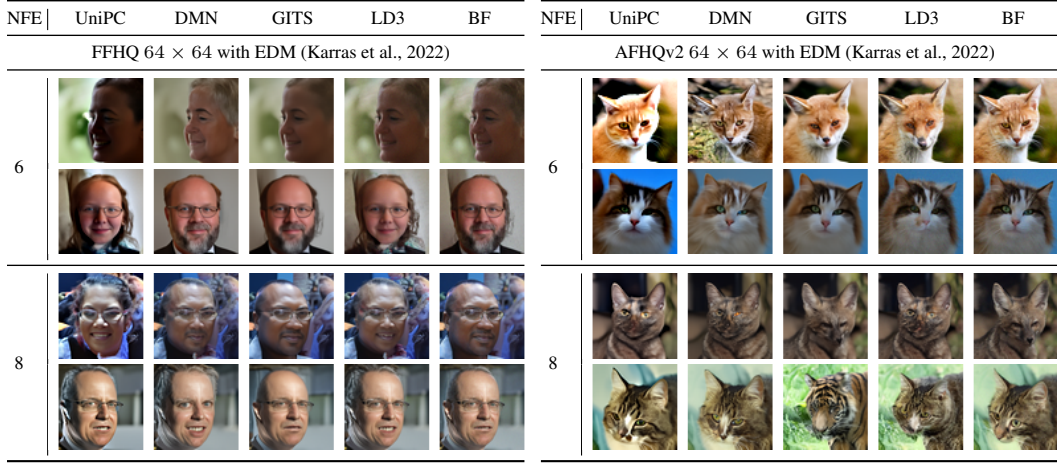 NFE UniPC DMN GITS LD3 BF
FFHQ 64 × 64 with EDM (Karras et al., 2022)
6
8
NFE UniPC DMN GITS LD3 BF
AFHQv2 64 × 64 with EDM (Karras et al., 2022)
6
8